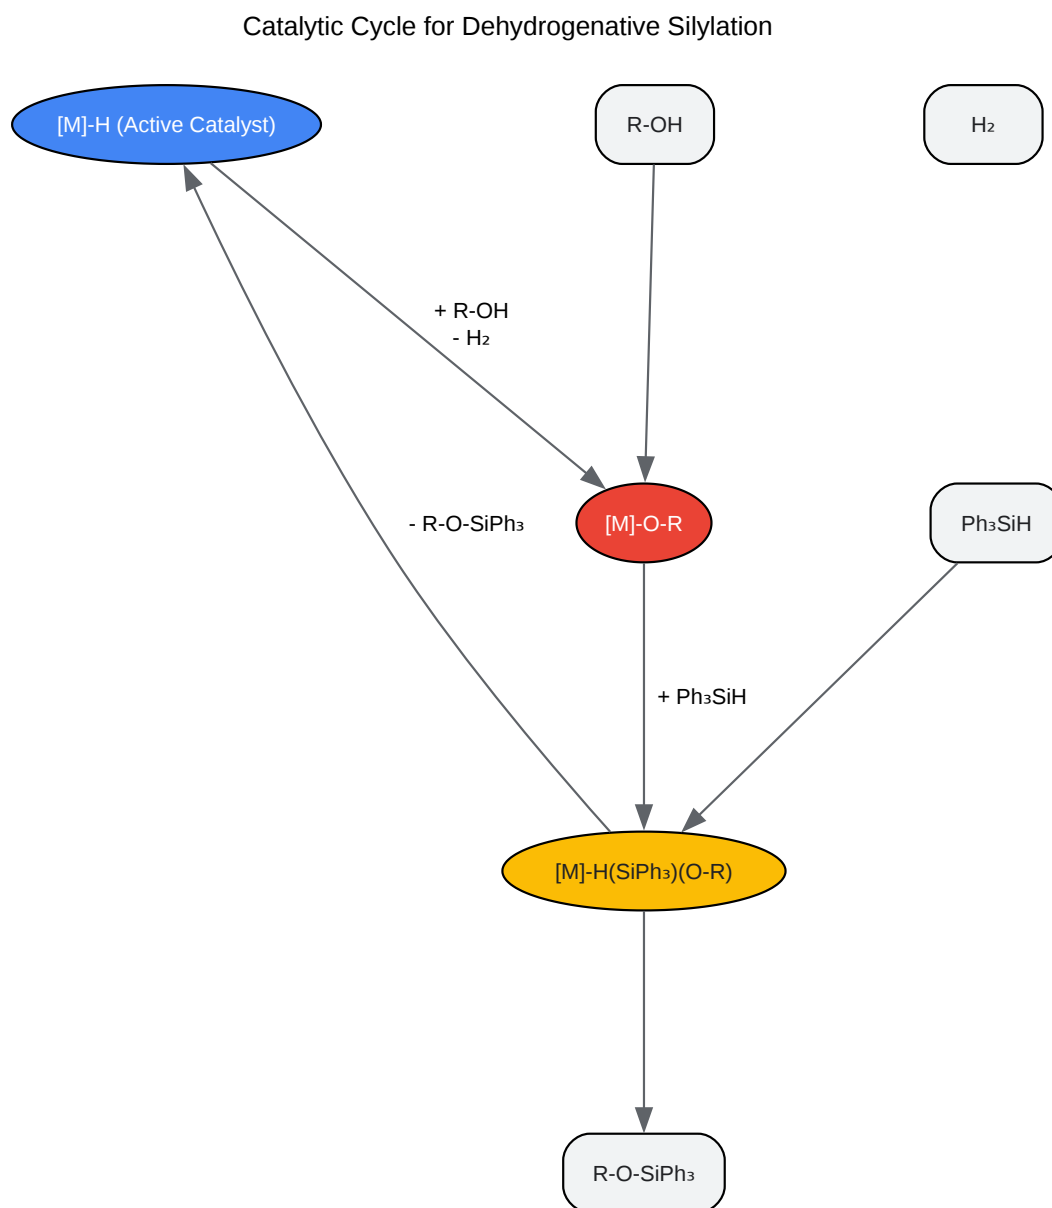 Catalytic Cycle for Dehydrogenative Silylation
[M]-H (Active Catalyst)
R-OH
H₂
+ R-OH
- H₂
- R-O-SiPh₃
[M]-O-R
Ph₃SiH
+ Ph₃SiH
[M]-H(SiPh₃)(O-R)
R-O-SiPh₃